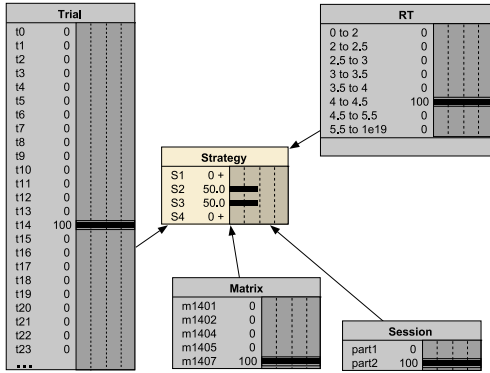 Trial
t0 0
t1 0
t2 0
t3 0
t4 0
t5 0
t6 0
t7 0
t8 0
t9 0
t10 0
t11 0
t12 0
t13 0
t14 100
t15 0
t16 0
t17 0
t18 0
t19 0
t20 0
t21 0
t22 0
t23 0
...
RT
0 to 2 0
2 to 2.5 0
2.5 to 3 0
3 to 3.5 0
3.5 to 4 0
4 to 4.5 100
4.5 to 5.5 0
5.5 to 1e19 0
Strategy
S1 0 +
S2 50.0
S3 50.0
S4 0 +
Matrix
m1401 0
m1402 0
m1404 0
m1405 0
m1407 100
Session
part1 0
part2 100